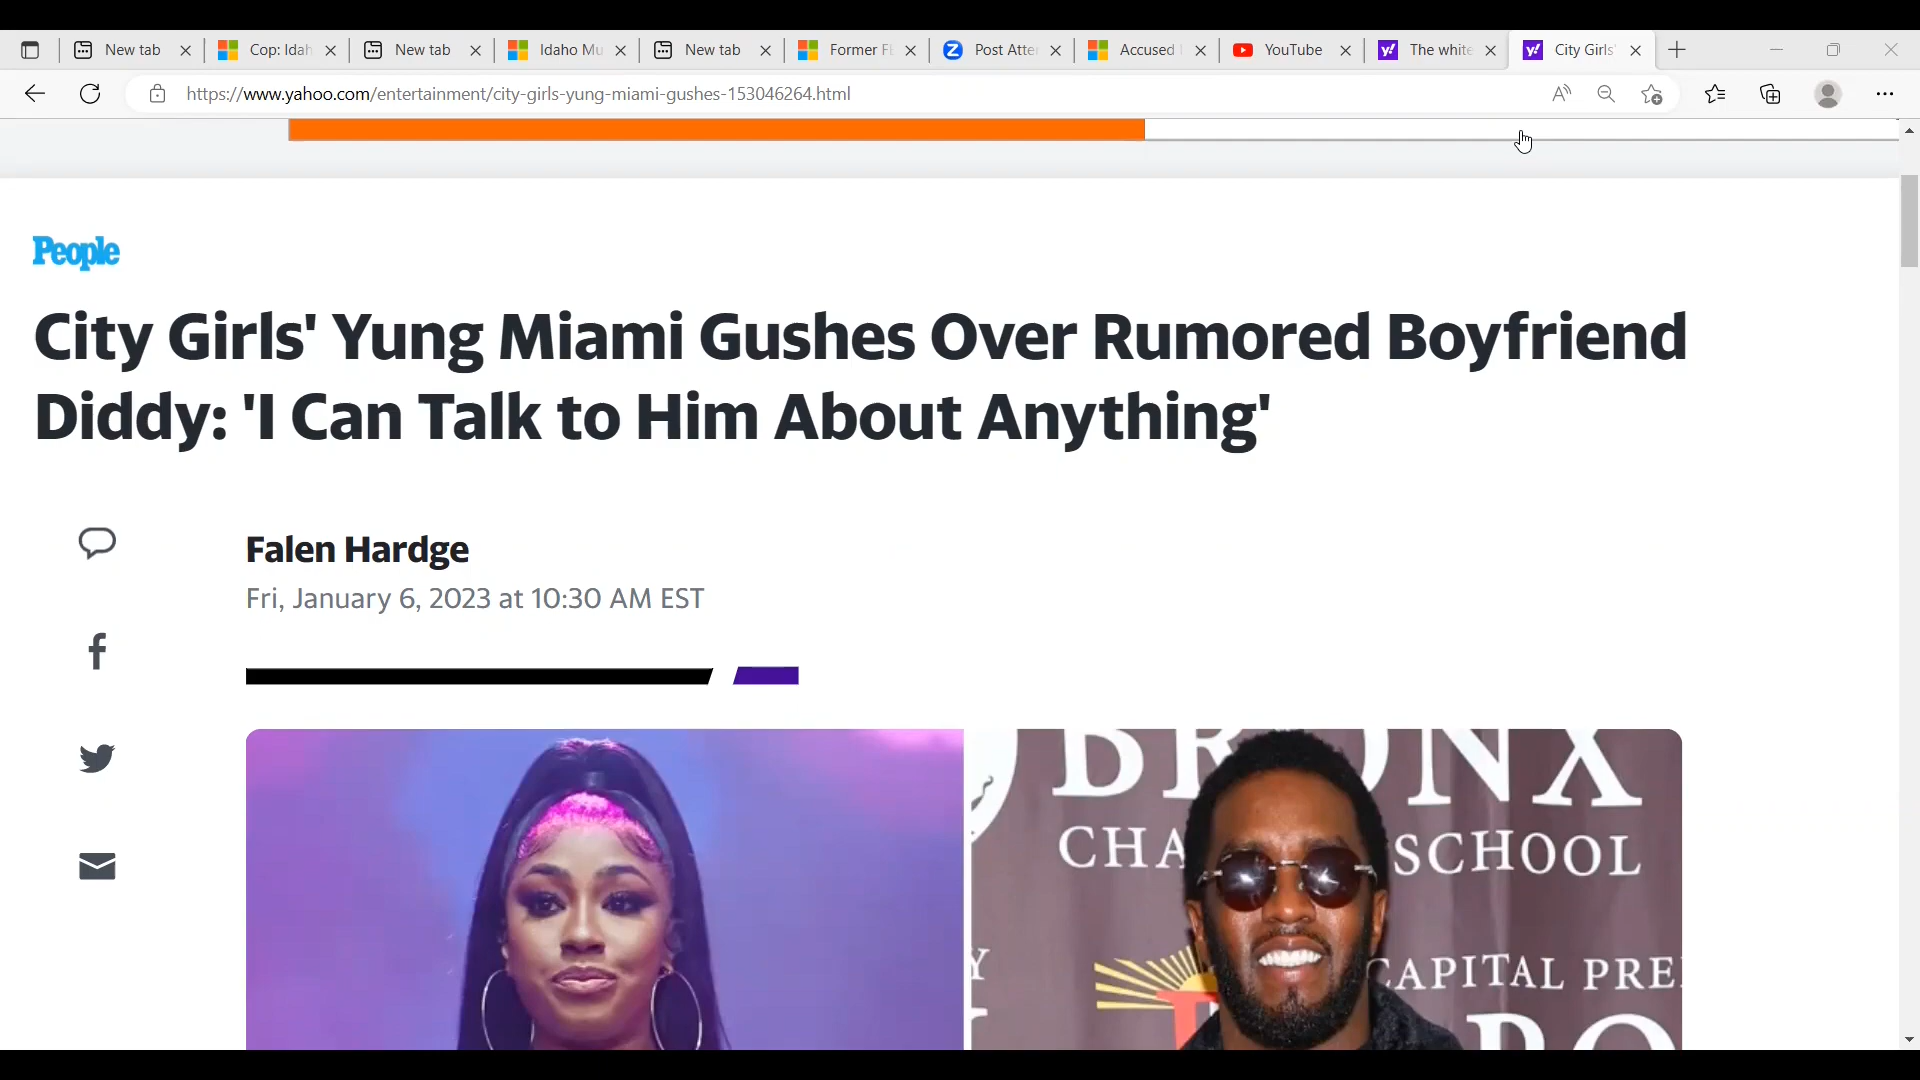 New tab
Cop: Idah
New tab
Idaho Mu
New tab
Former F
Post Atte
Accused
YouTube
The white
City Girls'
https://www.yahoo.com/entertainment/city-girls-yung-miami-gushes-153046264.html
People
City Girls' Yung Miami Gushes Over Rumored Boyfriend
Diddy: 'I Can Talk to Him About Anything'
Falen Hardge
Fri, January 6, 2023 at 10:30 AM EST
BRONX
CHA SCHOOL
CAPITAL PRE